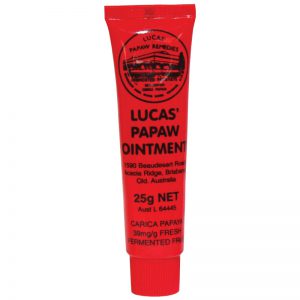 LUCAS'
PAPAW REMEDIES
LUCAS'
PAPAW
OINTMENT
1590 Beaudesert Road
Acacia Ridge, Brisbane
Qld. Australia
25g NET
Aust L 64445
CARICA PAPAYA
39mg/g FRESH
FERMENTED FRUIT